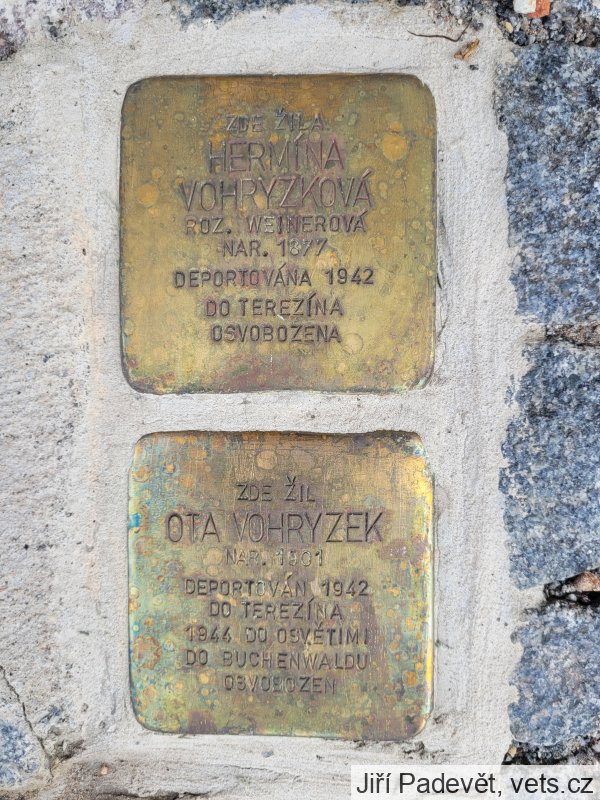 ZDE ŽILA
HERMÍNA
VOHRYZKOVÁ
ROZ. WEINEROVÁ
NAR. 1877
DEPORTOVÁNA 1942
DO TEREZÍNA
OSVOBOZENA
ZDE ŽIL
OTA VOHRYZEK
NAR. 1901
DEPORTOVÁN 1942
DO TEREZÍNA
1944 DO OSVĚTIMI
DO BUCHENWALDU
OSVOBOZEN
Jiří Padevět, vets.cz